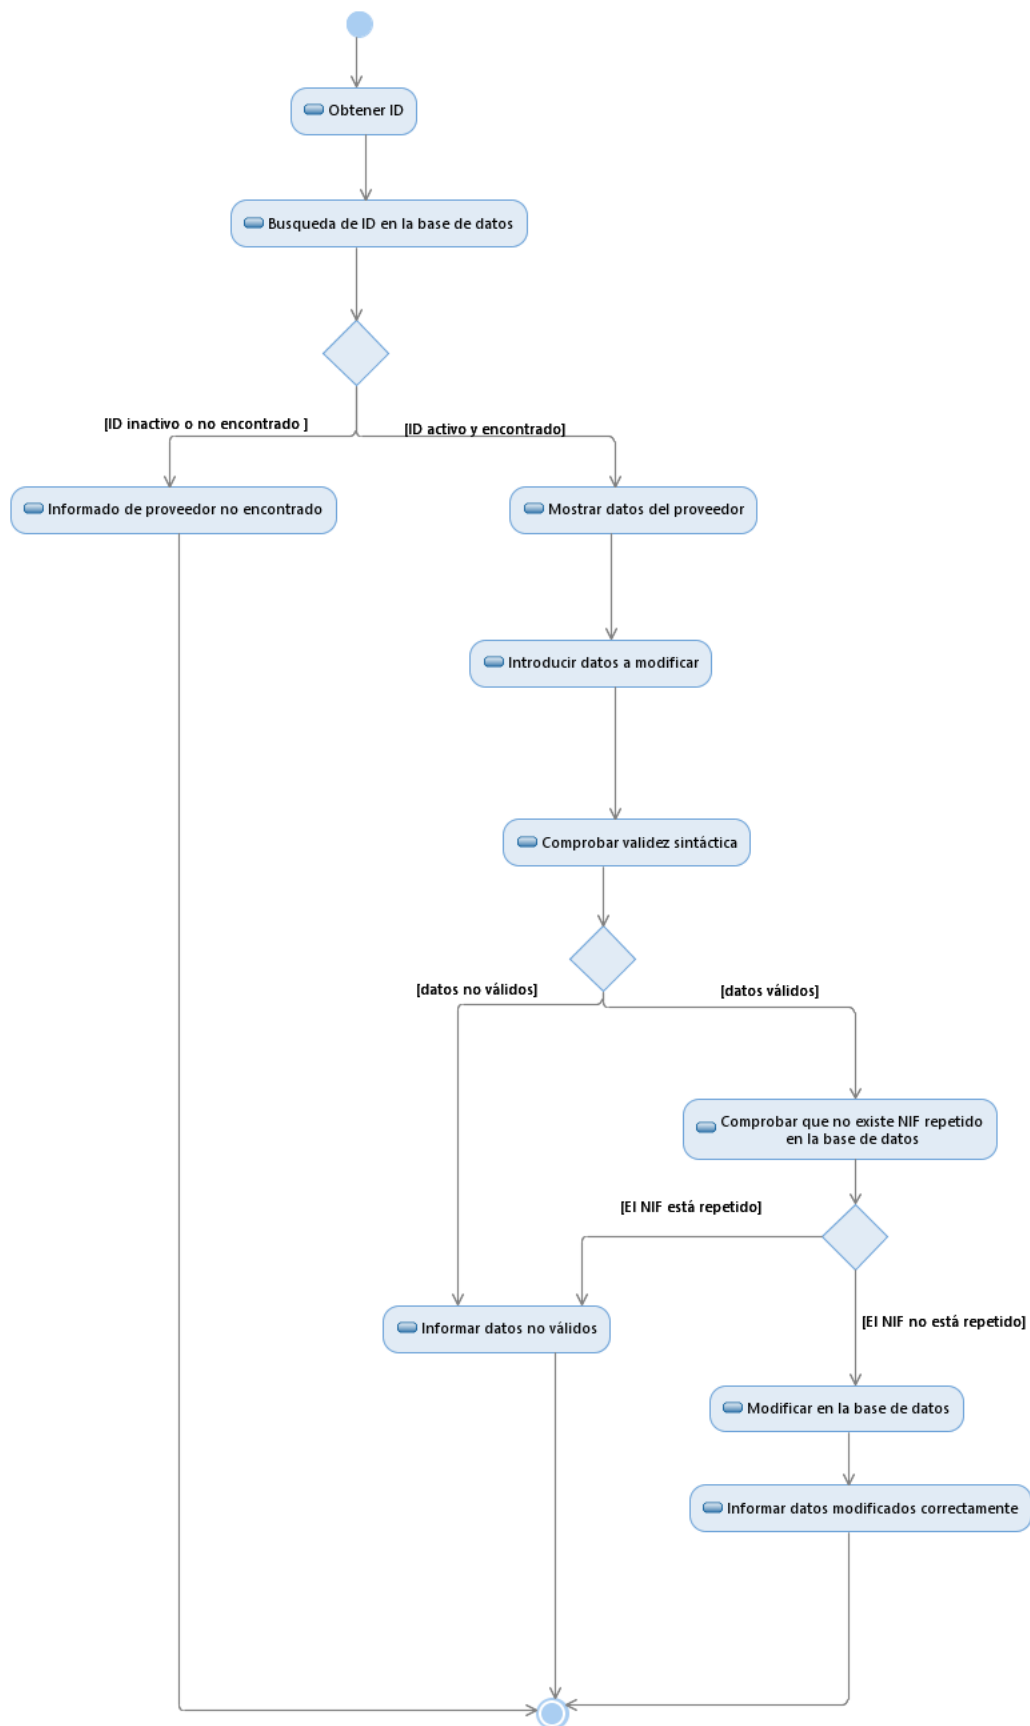 Obtener ID
Busqueda de ID en la base de datos
[ID inactivo o no encontrado ]
[ID activo y encontrado]
Informado de proveedor no encontrado
Mostrar datos del proveedor
Introducir datos a modificar
Comprobar validez sintáctica
[datos no válidos]
[datos válidos]
Comprobar que no existe NIF repetido
en la base de datos
[El NIF está repetido]
[El NIF no está repetido]
Informar datos no válidos
Modificar en la base de datos
Informar datos modificados correctamente